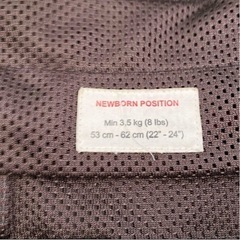 NEWBORN POSITION
Min 3,5 kg (8 lbs)
53 cm - 62 cm (22" - 24")